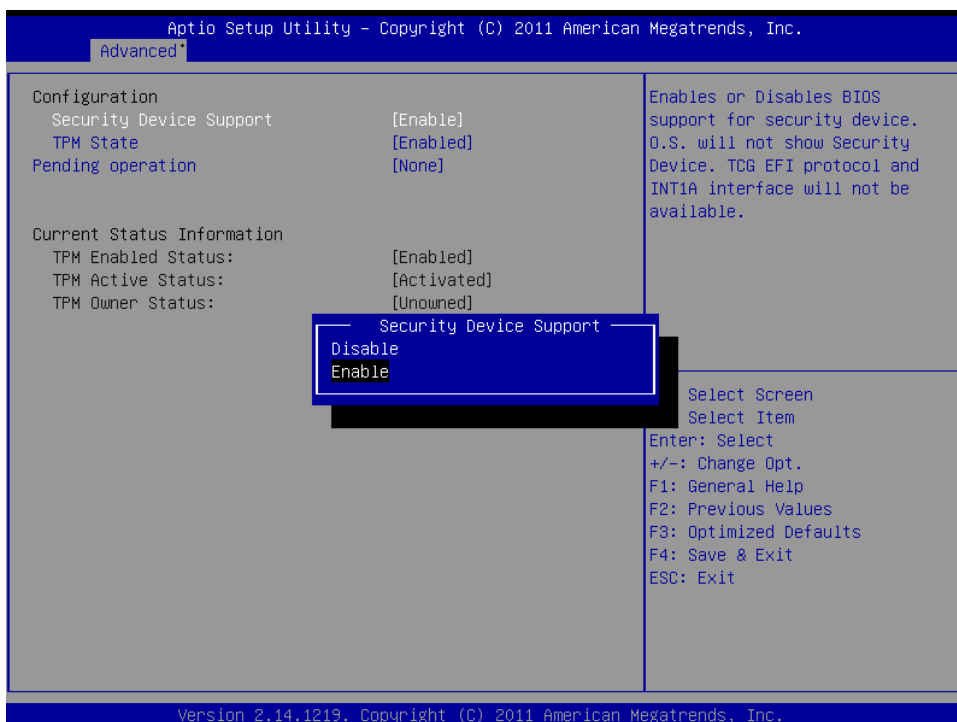 Aptio Setup Utility – Copyright (C) 2011 American Megatrends, Inc.
Advanced*
Configuration
Security Device Support [Enable]
TPM State [Enabled]
Pending operation [None]
Current Status Information
TPM Enabled Status: [Enabled]
TPM Active Status: [Activated]
TPM Owner Status: [Unowned]
Security Device Support
Disable
Enable
Enables or Disables BIOS
support for security device.
O.S. will not show Security
Device. TCG EFI protocol and
INT1A interface will not be
available.
Select Screen
Select Item
Enter: Select
+/-: Change Opt.
F1: General Help
F2: Previous Values
F3: Optimized Defaults
F4: Save & Exit
ESC: Exit
Version 2.14.1219. Copyright (C) 2011 American Megatrends, Inc.